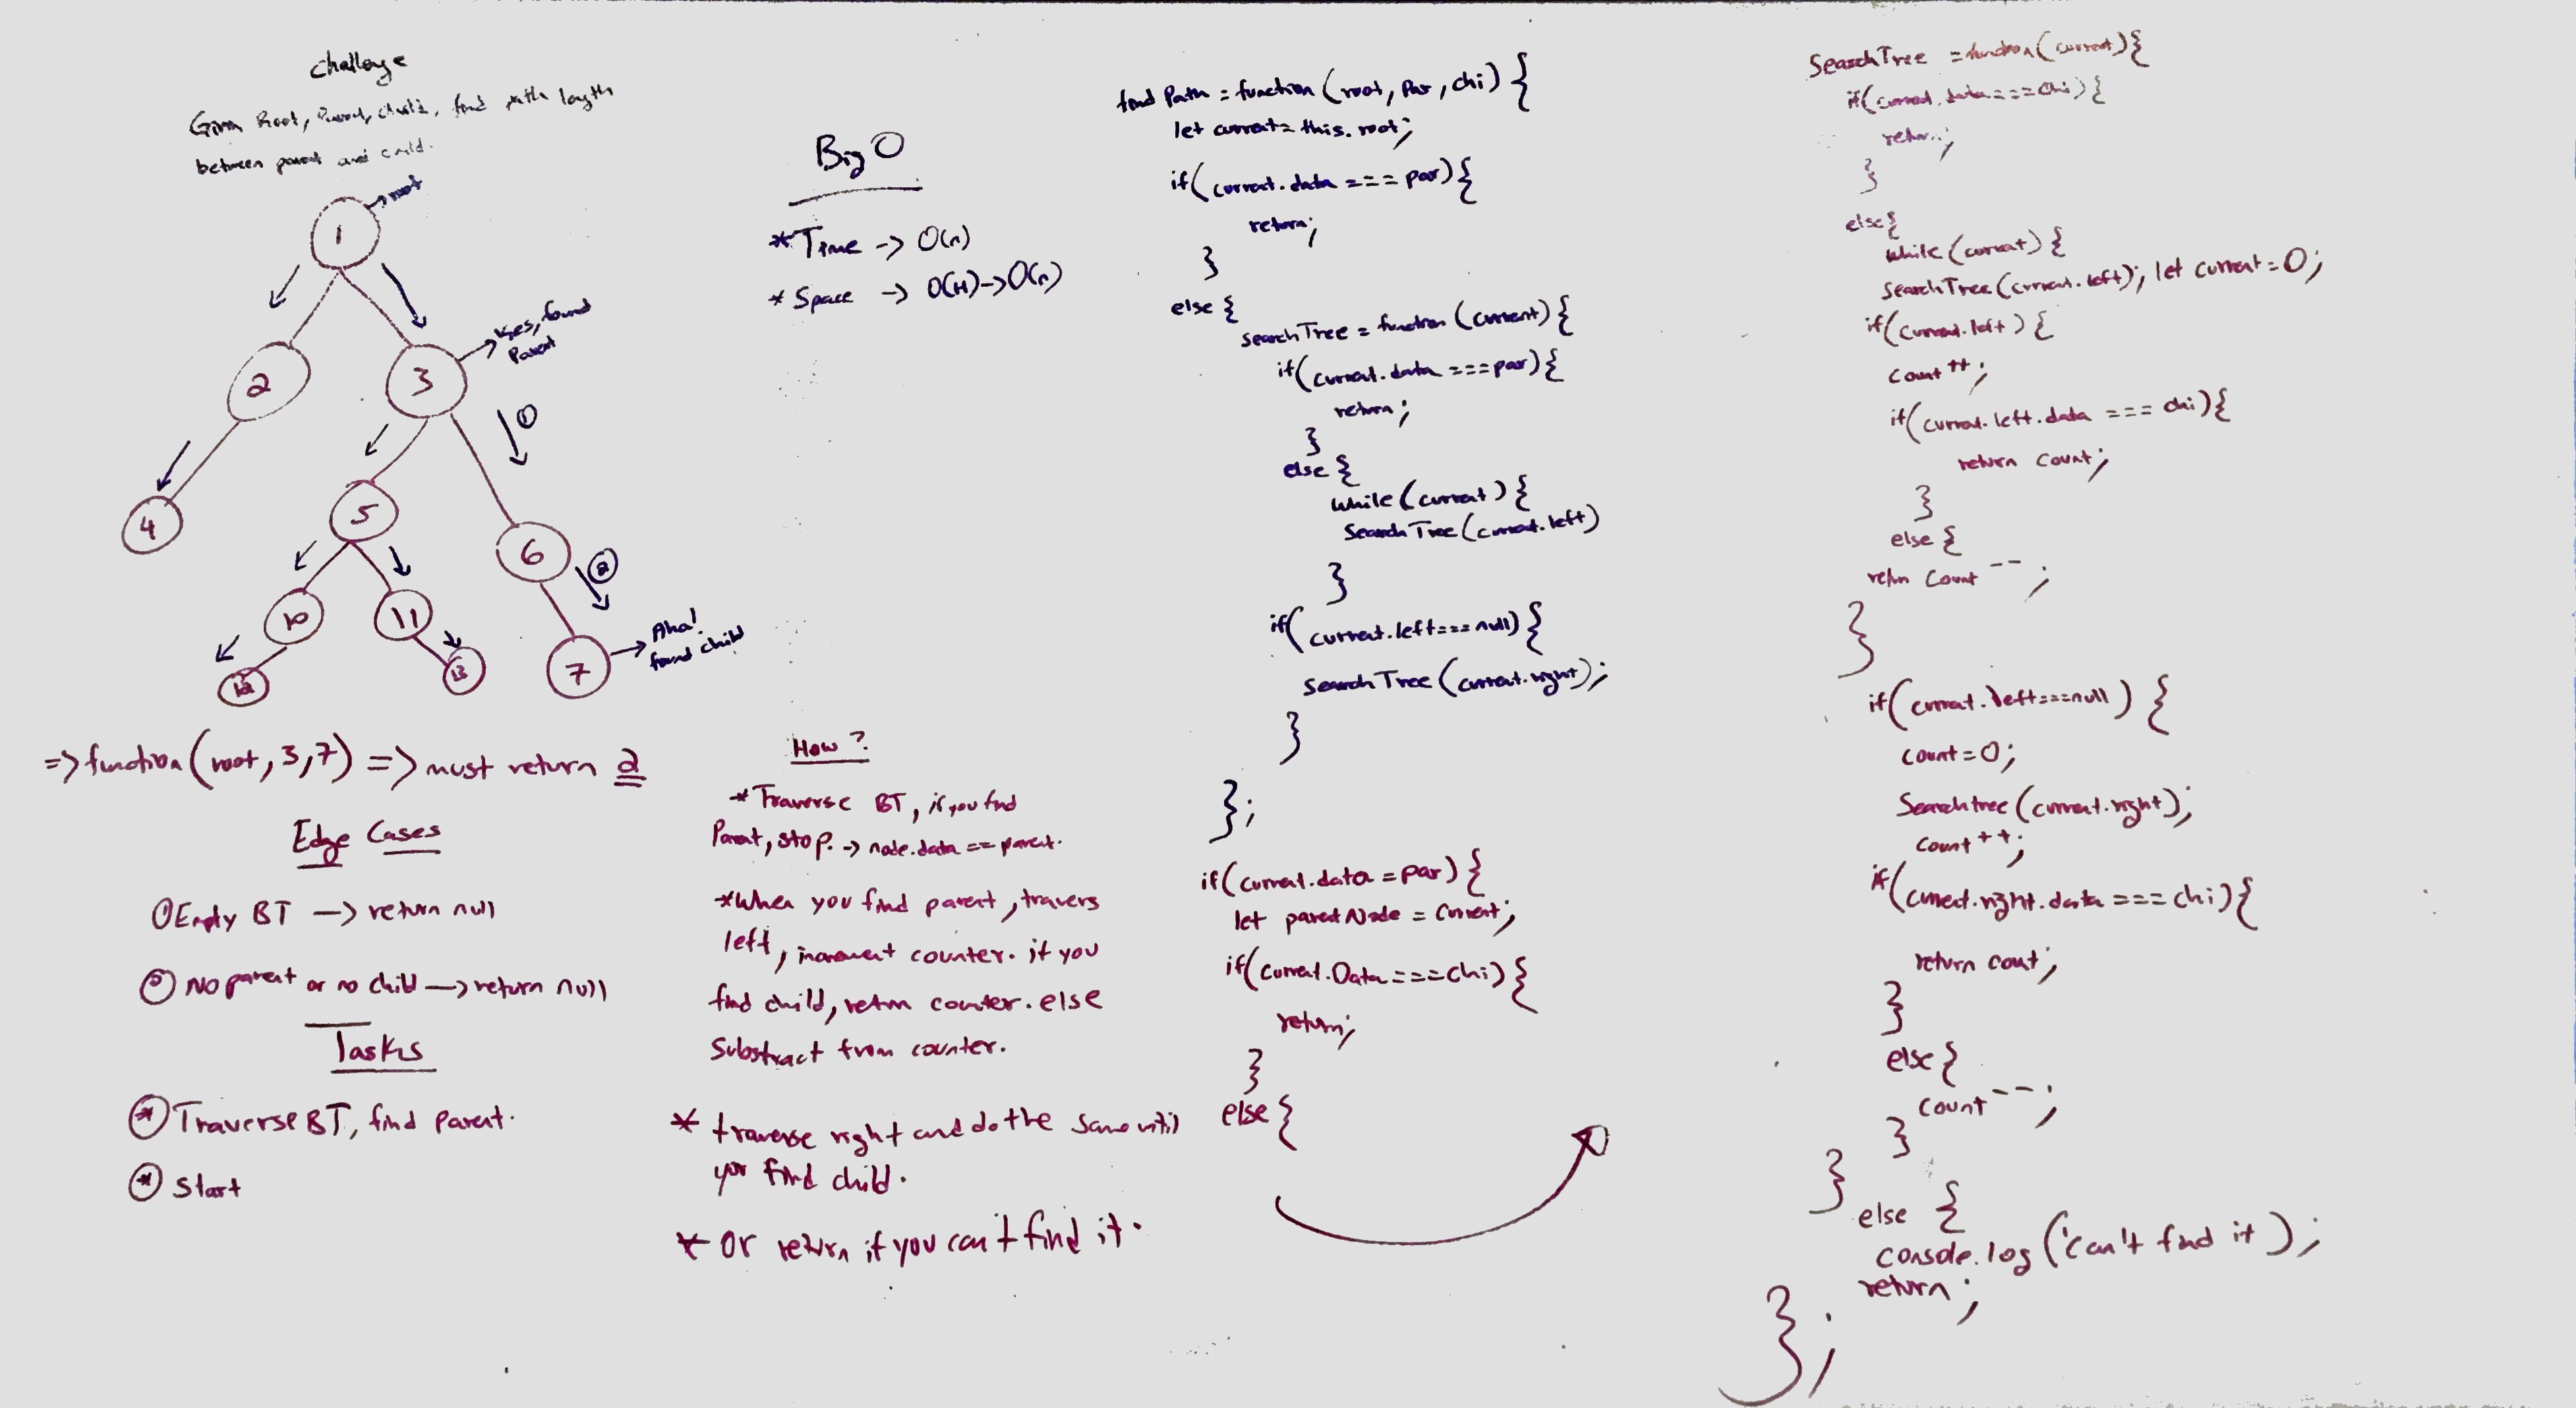 Challenge
Given Root, Parent, child, find path length
between parent and child.
1
→root
2
3
→Yes, found
Parent
①
4
5
6
②
10
11
12
13
7
→Aha!
found child
=>function(root,3,7) => must return 2
Edge Cases
① Empty BT → return null
② No parent or no child → return null
Tasks
* Traverse BT, find parent.
* Start
Big O
* Time -> O(n)
* Space -> O(H)->O(n)
How?
* Traverse BT, if you find
Parent, stop. -> node.data == parent.
* When you find parent, travers
left, increment counter. if you
find child, return counter. else
Substract from counter.
* traverse right and do the same until
you find child.
* Or return if you can't find it.
find Path = function (root, Par, chi) {
let current = this.root;
if(current.data === par){
return;
}
else {
searchTree = function (current){
if(current.data === par){
return;
}
else {
while (current) {
SearchTree (current.left)
}
if(current.left===null){
SearchTree (current.right);
}
};
if(current.data = par) {
let parentNode = current;
if(current.Data === chi) {
return;
}
else {
SearchTree = function(current){
if(current.data===chi){
return;
}
else{
while (current) {
SearchTree(current.left); let current = 0;
if(current.left) {
count ++;
if(current.left.data === chi){
return count;
}
else {
retun count --;
}
if(current.left===null) {
count = 0;
Searchtree (current.right);
count ++;
if(current.right.data === chi){
return cout;
}
else {
count --;
}
}
else {
console.log ('can't find it );
return;
};